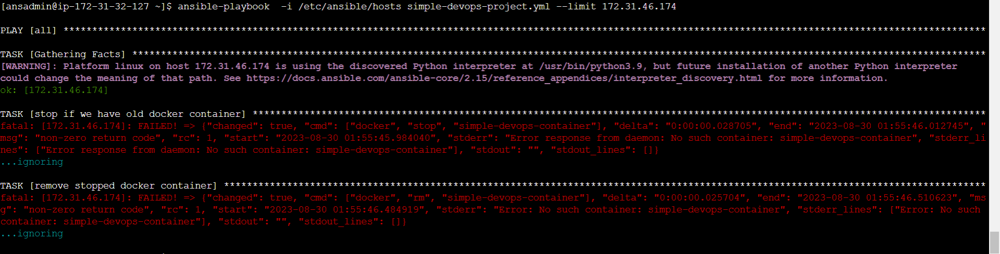 [ansadmin@ip-172-31-32-127 ~]$ ansible-playbook  -i /etc/ansible/hosts simple-devops-project.yml --limit 172.31.46.174
PLAY [all] *****************************************************************************************************************************************************************
TASK [Gathering Facts] *****************************************************************************************************************************************************
[WARNING]: Platform linux on host 172.31.46.174 is using the discovered Python interpreter at /usr/bin/python3.9, but future installation of another Python interpreter
could change the meaning of that path. See https://docs.ansible.com/ansible-core/2.15/reference_appendices/interpreter_discovery.html for more information.
ok: [172.31.46.174]
TASK [stop if we have old docker container] ********************************************************************************************************************************
fatal: [172.31.46.174]: FAILED! => {"changed": true, "cmd": ["docker", "stop", "simple-devops-container"], "delta": "0:00:00.028705", "end": "2023-08-30 01:55:46.012745", "
msg": "non-zero return code", "rc": 1, "start": "2023-08-30 01:55:45.984040", "stderr": "Error response from daemon: No such container: simple-devops-container", "stderr_li
nes": ["Error response from daemon: No such container: simple-devops-container"], "stdout": "", "stdout_lines": []}
...ignoring
TASK [remove stopped docker container] *************************************************************************************************************************************
fatal: [172.31.46.174]: FAILED! => {"changed": true, "cmd": ["docker", "rm", "simple-devops-container"], "delta": "0:00:00.025704", "end": "2023-08-30 01:55:46.510623", "ms
g": "non-zero return code", "rc": 1, "start": "2023-08-30 01:55:46.484919", "stderr": "Error: No such container: simple-devops-container", "stderr_lines": ["Error: No such
container: simple-devops-container"], "stdout": "", "stdout_lines": []}
...ignoring